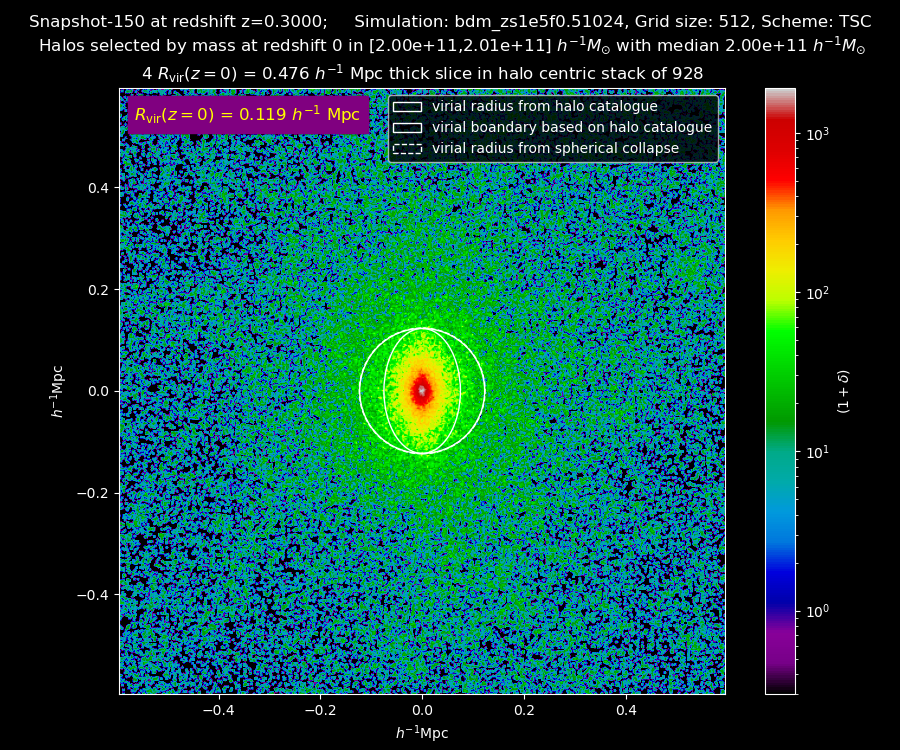 Snapshot-150 at redshift z=0.3000;     Simulation: bdm_zs1e5f0.51024, Grid size: 512, Scheme: TSC
Halos selected by mass at redshift 0 in [2.00e+11,2.01e+11] h⁻¹M⊙ with median 2.00e+11 h⁻¹M⊙
4 Rvir(z = 0) = 0.476 h⁻¹ Mpc thick slice in halo centric stack of 928
Rvir(z = 0) = 0.119 h⁻¹ Mpc
virial radius from halo catalogue
virial boundary based on halo catalogue
virial radius from spherical collapse
0.4
0.2
0.0
−0.2
−0.4
h⁻¹Mpc
−0.4 −0.2 0.0 0.2 0.4
h⁻¹Mpc
10³
10²
10¹
10⁰
(1 + δ)